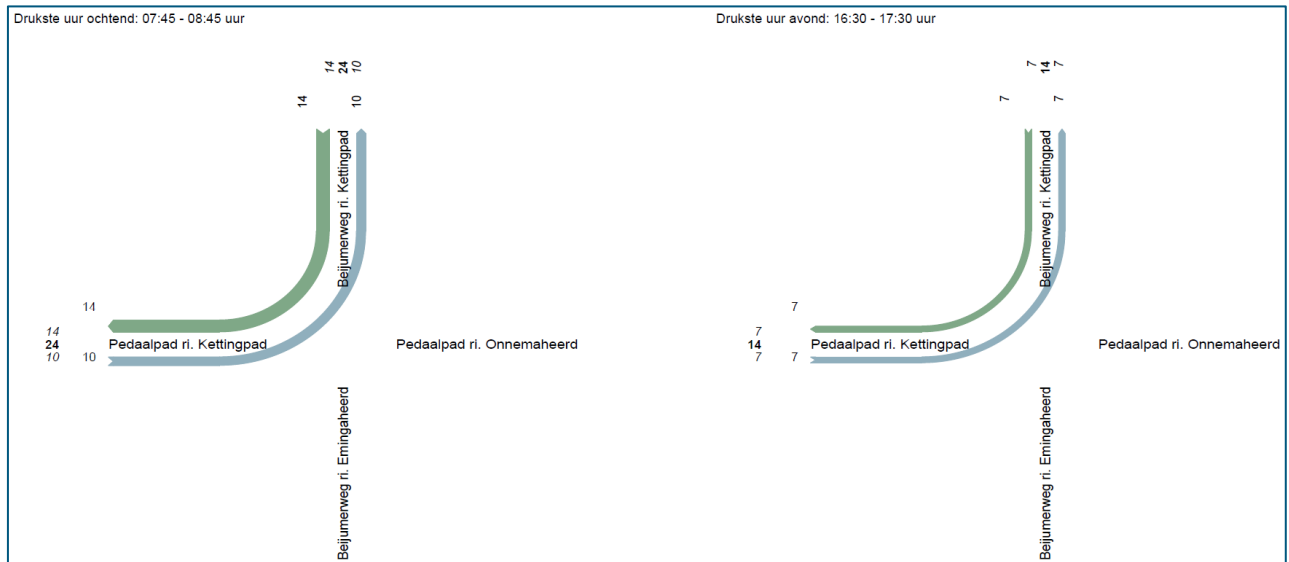 Drukste uur ochtend: 07:45 - 08:45 uur
14 24 10
14 10
Beijumerweg ri. Kettingpad
14
14
24 Pedaalpad ri. Kettingpad
10 10
Pedaalpad ri. Onnemaheerd
Beijumerweg ri. Emingaheerd
Drukste uur avond: 16:30 - 17:30 uur
7 14 7
7 7
Beijumerweg ri. Kettingpad
7
7
14 Pedaalpad ri. Kettingpad
7 7
Pedaalpad ri. Onnemaheerd
Beijumerweg ri. Emingaheerd